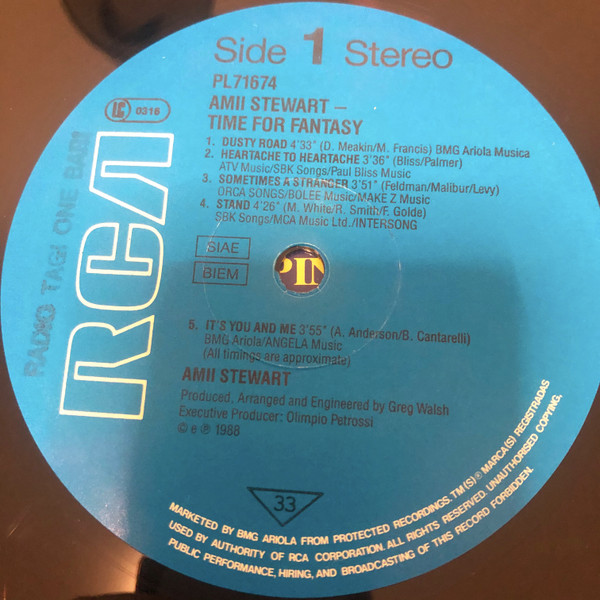 Side 1 Stereo
PL71674
AMII STEWART –
TIME FOR FANTASY
LC 0316
1. DUSTY ROAD 4'33" (D. Meakin/M. Francis) BMG Ariola Musica
2. HEARTACHE TO HEARTACHE 3'36" (Bliss/Palmer)
ATV Music/SBK Songs/Paul Bliss Music
3. SOMETIMES A STRANGER 3'51" (Feldman/Malibur/Levy)
ORCA SONGS/BOLEE Music/MAKE Z Music
4. STAND 4'26" (M. White/R. Smith/F. Golde)
SBK Songs/MCA Music Ltd./INTERSONG
SIAE
BIEM
PIN
5. IT'S YOU AND ME 3'55" (A. Anderson/B. Cantarelli)
BMG Ariola/ANGELA Music
(All timings are approximate)
AMII STEWART
Produced, Arranged and Engineered by Greg Walsh
Executive Producer: Olimpio Petrossi
© e ℗ 1988
33
RCA
RADIO TAGI ONE BADI
MARKETED BY BMG ARIOLA FROM PROTECTED RECORDINGS. TM(S)® MARCA(S) REGISTRADAS
USED BY AUTHORITY OF RCA CORPORATION. ALL RIGHTS RESERVED. UNAUTHORISED COPYING,
PUBLIC PERFORMANCE, HIRING, AND BROADCASTING OF THIS RECORD FORBIDDEN.